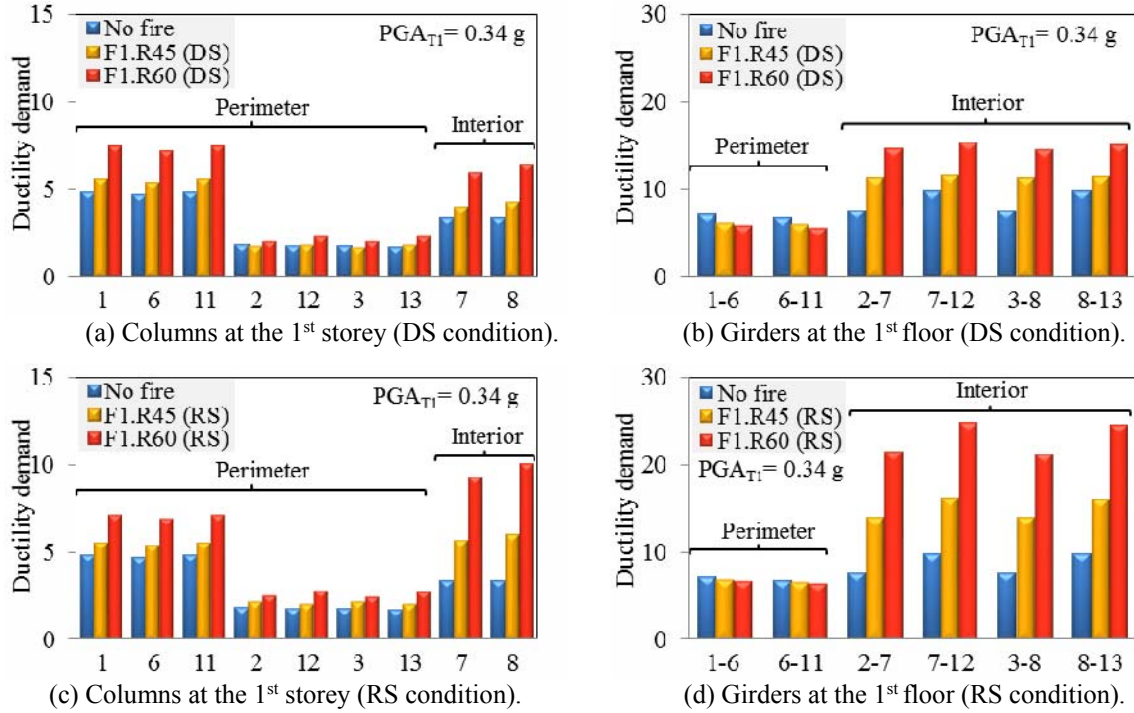 15
10
5
0
Ductility demand
No fire
F1.R45 (DS)
F1.R60 (DS)
PGA_T1= 0.34 g
Perimeter
Interior
1 6 11 2 12 3 13 7 8
(a) Columns at the 1st storey (DS condition).
30
20
10
0
Ductility demand
No fire
F1.R45 (DS)
F1.R60 (DS)
PGA_T1= 0.34 g
Interior
Perimeter
1-6 6-11 2-7 7-12 3-8 8-13
(b) Girders at the 1st floor (DS condition).
15
10
5
0
Ductility demand
No fire
F1.R45 (RS)
F1.R60 (RS)
PGA_T1= 0.34 g
Interior
Perimeter
1 6 11 2 12 3 13 7 8
(c) Columns at the 1st storey (RS condition).
30
20
10
0
Ductility demand
No fire
F1.R45 (RS)
F1.R60 (RS)
PGA_T1= 0.34 g
Interior
Perimeter
1-6 6-11 2-7 7-12 3-8 8-13
(d) Girders at the 1st floor (RS condition).